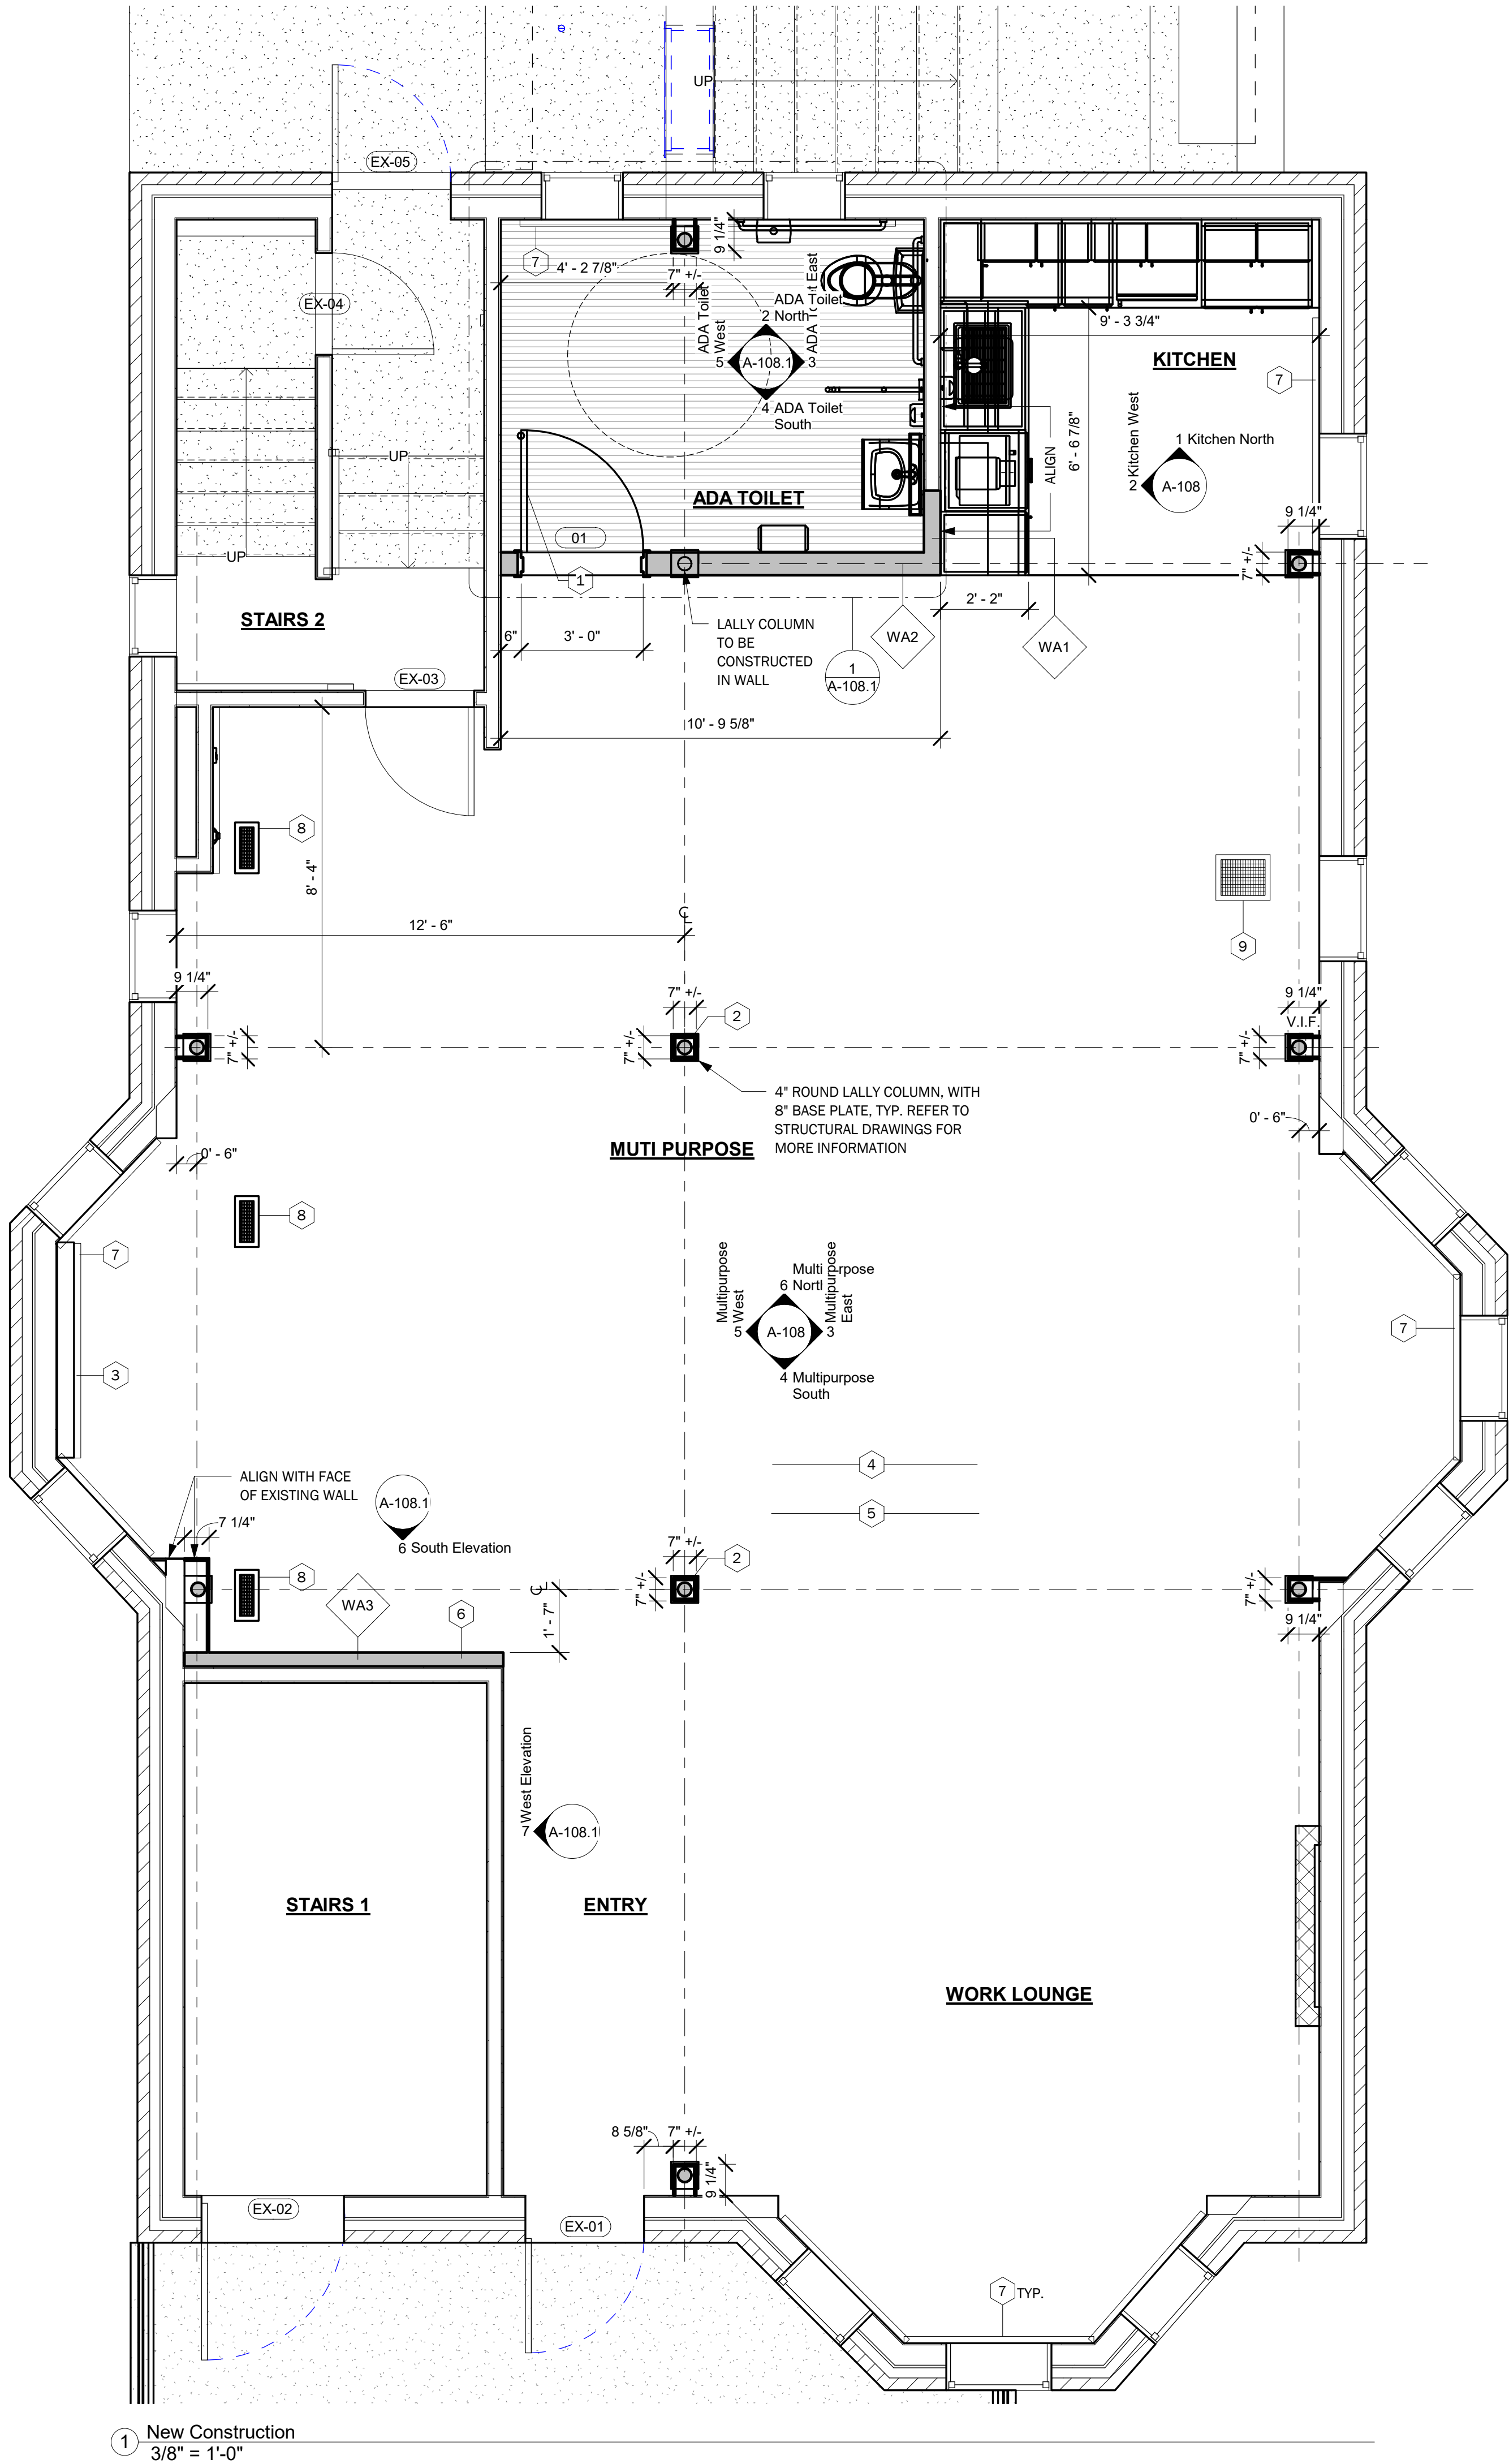 UP
EX-05
9 1/4"
7
4' - 2 7/8"
7" +/-
EX-04
ADA Toilet
West
ADA Toilet
2 North
5
A-108.1
3
4 ADA Toilet
South
9' - 3 3/4"
KITCHEN
7
Kitchen West
2
1 Kitchen North
A-108
6' - 6 7/8"
ALIGN
UP
ADA TOILET
9 1/4"
7" +/-
01
1
UP
STAIRS 2
2' - 2"
6"
3' - 0"
LALLY COLUMN
TO BE
CONSTRUCTED
IN WALL
WA2
WA1
1
A-108.1
EX-03
10' - 9 5/8"
8
8' - 4"
12' - 6"
CL
9
9 1/4"
7" +/-
7" +/-
7" +/-
2
9 1/4"
V.I.F.
7" +/-
4" ROUND LALLY COLUMN, WITH
8" BASE PLATE, TYP. REFER TO
STRUCTURAL DRAWINGS FOR
MORE INFORMATION
0' - 6"
MUTI PURPOSE
0' - 6"
8
7
Multipurpose
West
6
Multipurpose
East
5
A-108
3
4 Multipurpose
South
7
3
4
ALIGN WITH FACE
OF EXISTING WALL
A-108.1
6 South Elevation
5
7 1/4"
7" +/-
7" +/-
2
8
WA3
6
CL
1' - 7"
7" +/-
9 1/4"
West Elevation
7
A-108.1
STAIRS 1
ENTRY
WORK LOUNGE
8 5/8"
7" +/-
9 1/4"
EX-02
EX-01
7
TYP.
1
New Construction
3/8" = 1'-0"